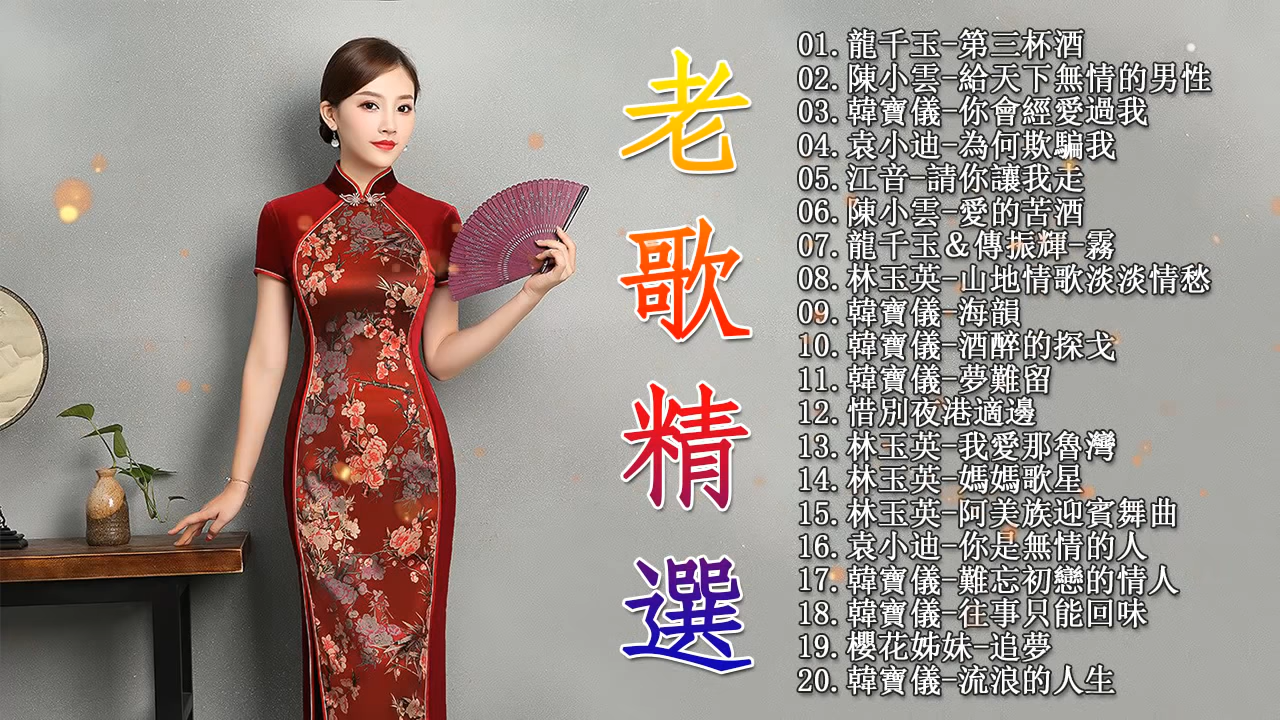 老歌精選
01.龍千玉-第三杯酒
02.陳小雲-給天下無情的男性
03.韓寶儀-你會經愛過我
04.袁小迪-為何欺騙我
05.江音-請你讓我走
06.陳小雲-愛的苦酒
07.龍千玉＆傳振輝-霧
08.林玉英-山地情歌淡淡情愁
09.韓寶儀-海韻
10.韓寶儀-酒醉的探戈
11.韓寶儀-夢難留
12.惜別夜港適邊
13.林玉英-我愛那魯灣
14.林玉英-媽媽歌星
15.林玉英-阿美族迎賓舞曲
16.袁小迪-你是無情的人
17.韓寶儀-難忘初戀的情人
18.韓寶儀-往事只能回味
19.櫻花姊妹-追夢
20.韓寶儀-流浪的人生